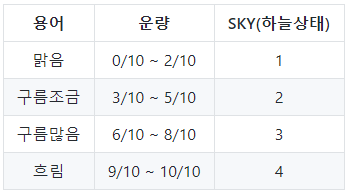 용어 운량 SKY(하늘상태)
맑음 0/10 ~ 2/10 1
구름조금 3/10 ~ 5/10 2
구름많음 6/10 ~ 8/10 3
흐림 9/10 ~ 10/10 4